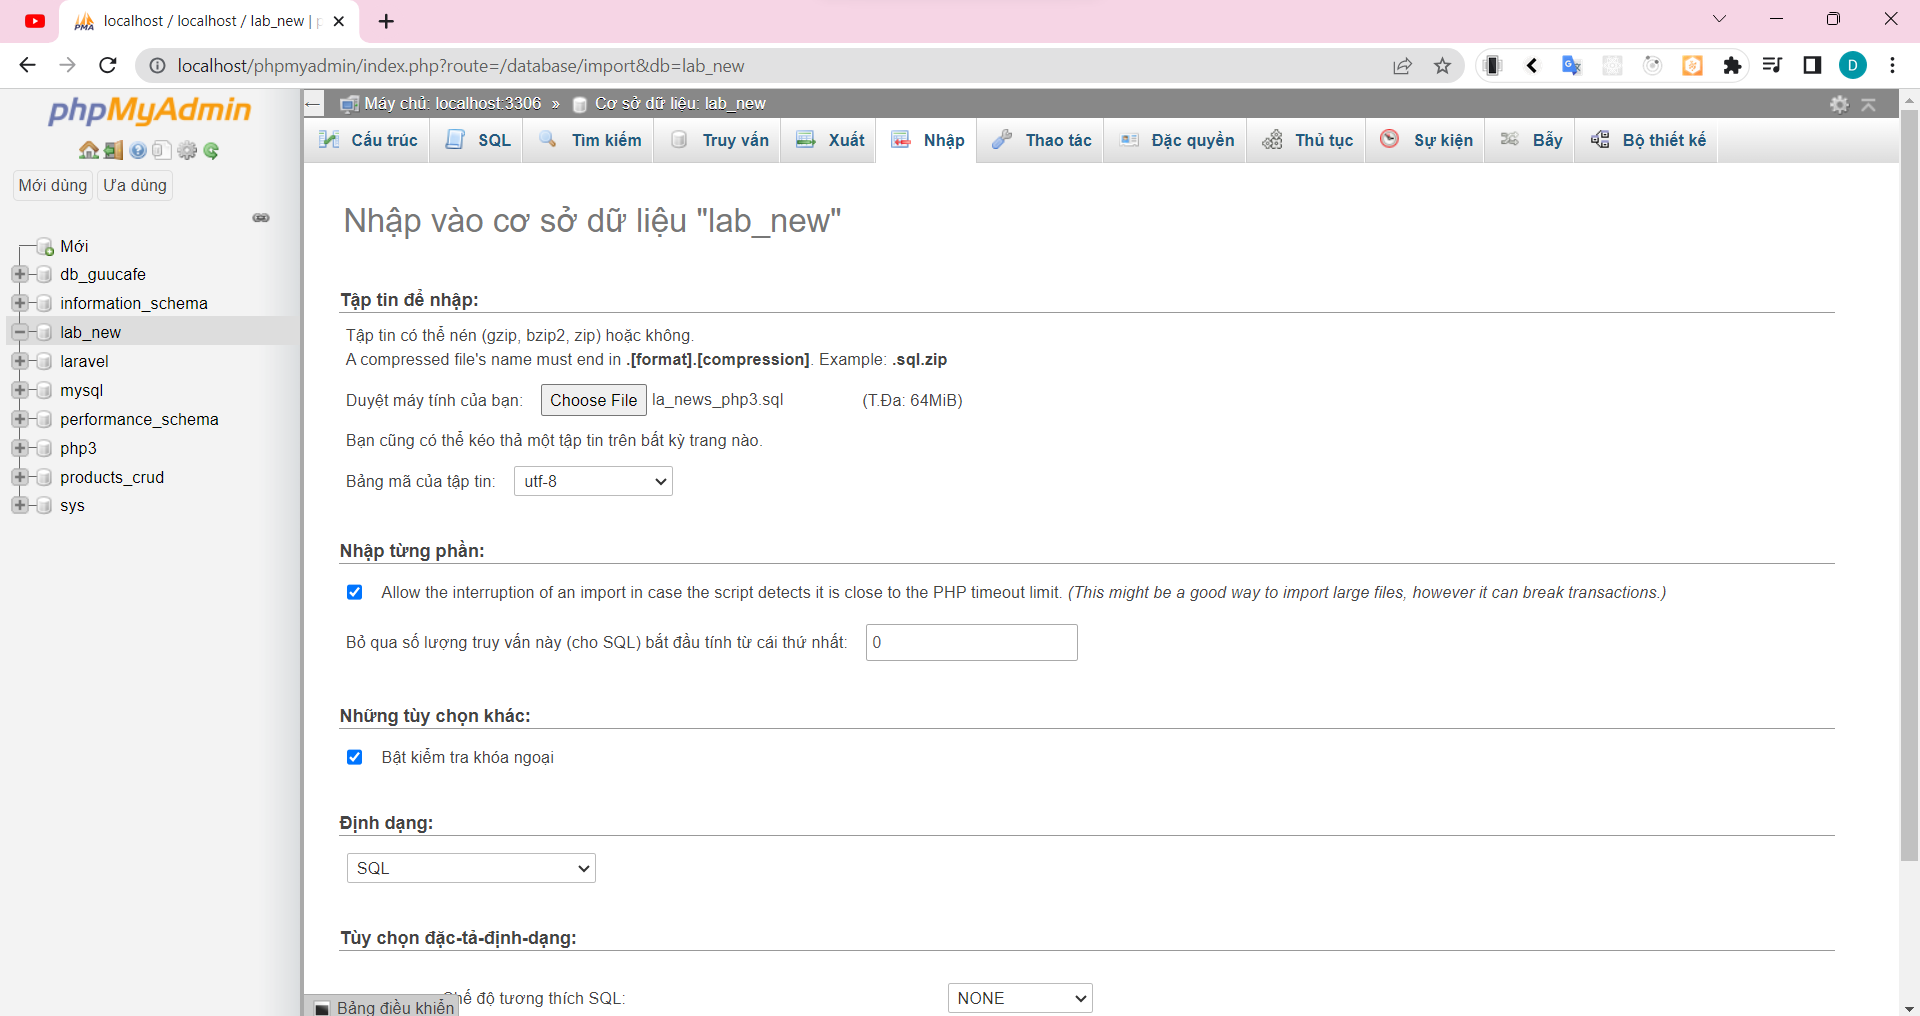 localhost / localhost / lab_new |
localhost/phpmyadmin/index.php?route=/database/import&db=lab_new
D
phpMyAdmin
Mới dùng
Ưa dùng
Mới
db_guucafe
information_schema
lab_new
laravel
mysql
performance_schema
php3
products_crud
sys
Máy chủ: localhost:3306 » Cơ sở dữ liệu: lab_new
Cấu trúc SQL Tìm kiếm Truy vấn Xuất Nhập Thao tác Đặc quyền Thủ tục Sự kiện Bẫy Bộ thiết kế
Nhập vào cơ sở dữ liệu "lab_new"
Tập tin để nhập:
Tập tin có thể nén (gzip, bzip2, zip) hoặc không.
A compressed file's name must end in .[format].[compression]. Example: .sql.zip
Duyệt máy tính của bạn: Choose File la_news_php3.sql (T.Đa: 64MiB)
Bạn cũng có thể kéo thả một tập tin trên bất kỳ trang nào.
Bảng mã của tập tin: utf-8
Nhập từng phần:
Allow the interruption of an import in case the script detects it is close to the PHP timeout limit. (This might be a good way to import large files, however it can break transactions.)
Bỏ qua số lượng truy vấn này (cho SQL) bắt đầu tính từ cái thứ nhất: 0
Những tùy chọn khác:
Bật kiểm tra khóa ngoại
Định dạng:
SQL
Tùy chọn đặc-tả-định-dạng:
độ tương thích SQL: NONE
Bảng điều khiển